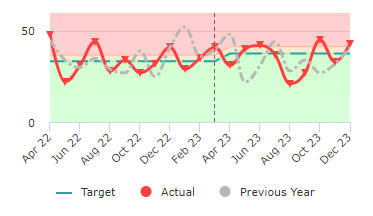 50
0
Apr 22
Jun 22
Aug 22
Oct 22
Dec 22
Feb 23
Apr 23
Jun 23
Aug 23
Oct 23
Dec 23
Target Actual Previous Year